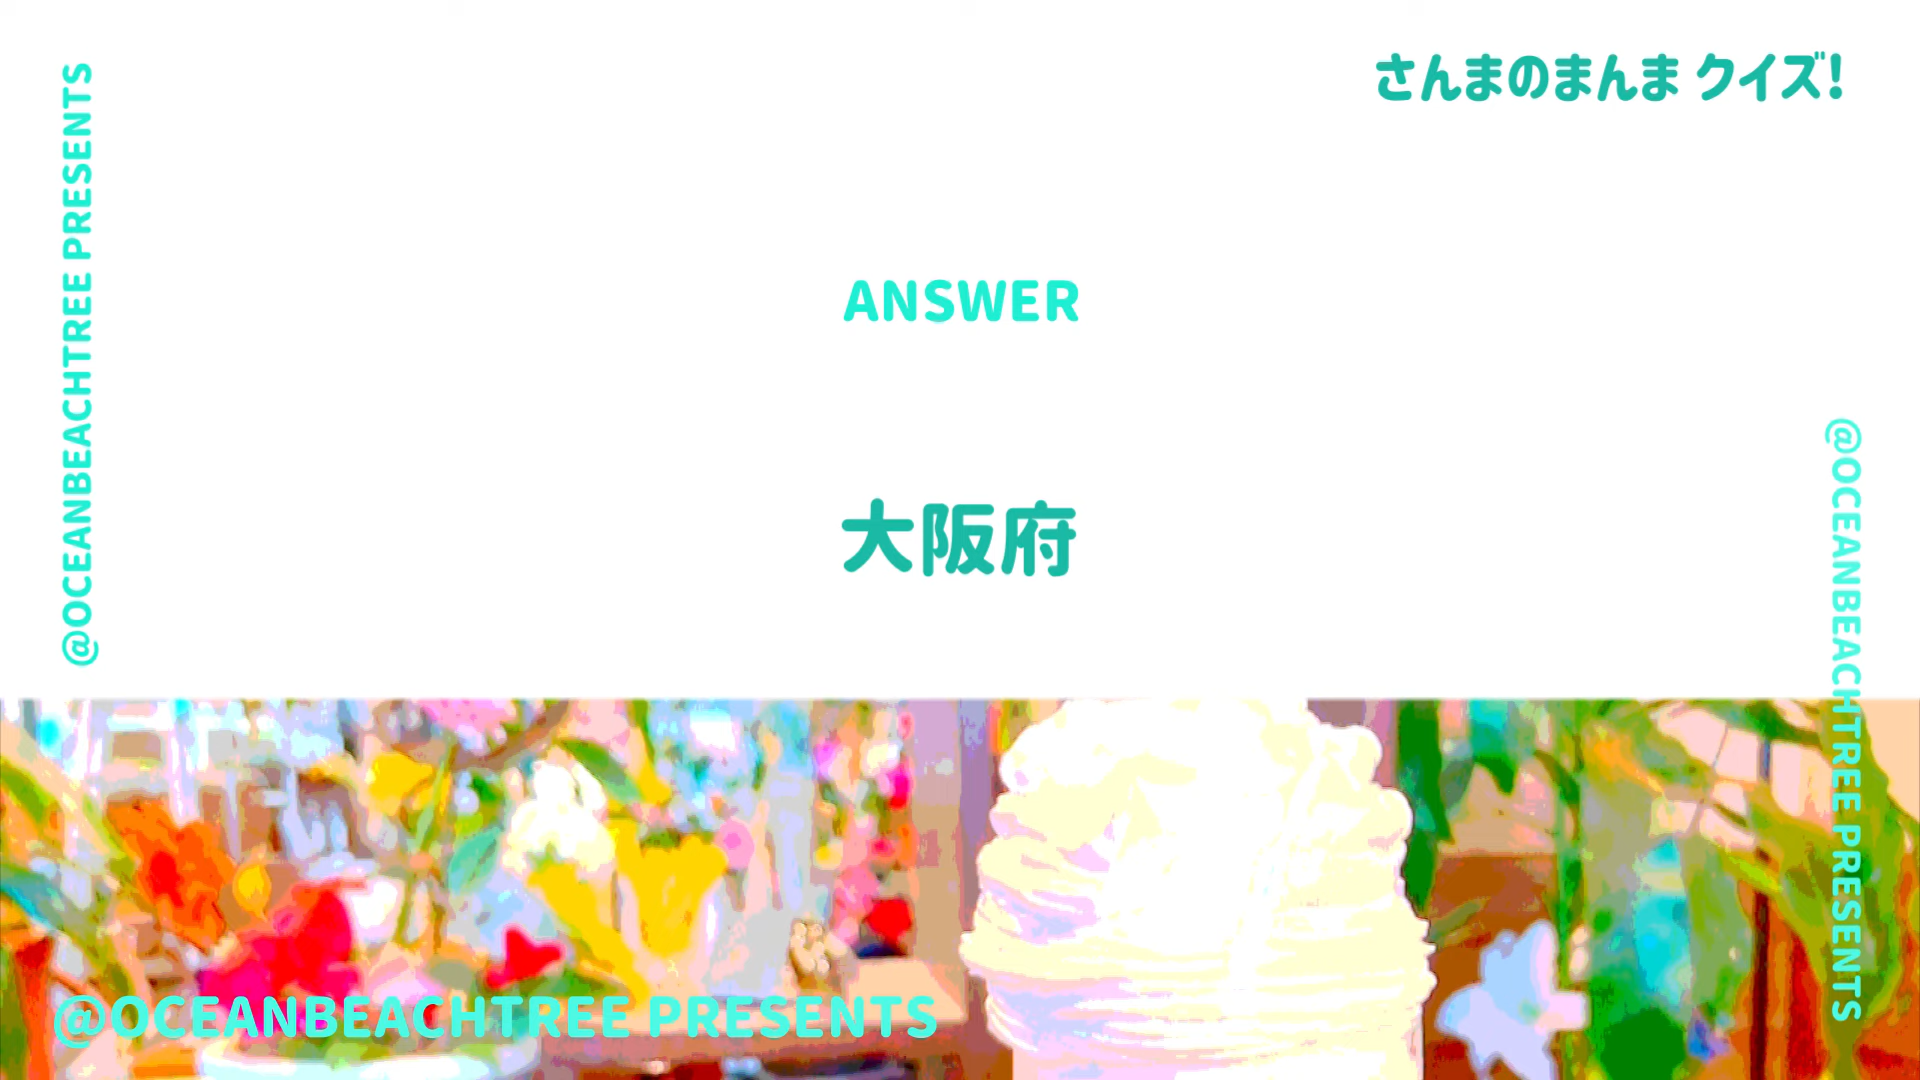 @OCEANBEACHTREE PRESENTS
さんまのまんま クイズ!
ANSWER
大阪府
@OCEANBEACHTREE PRESENTS
@OCEANBEACHTREE PRESENTS